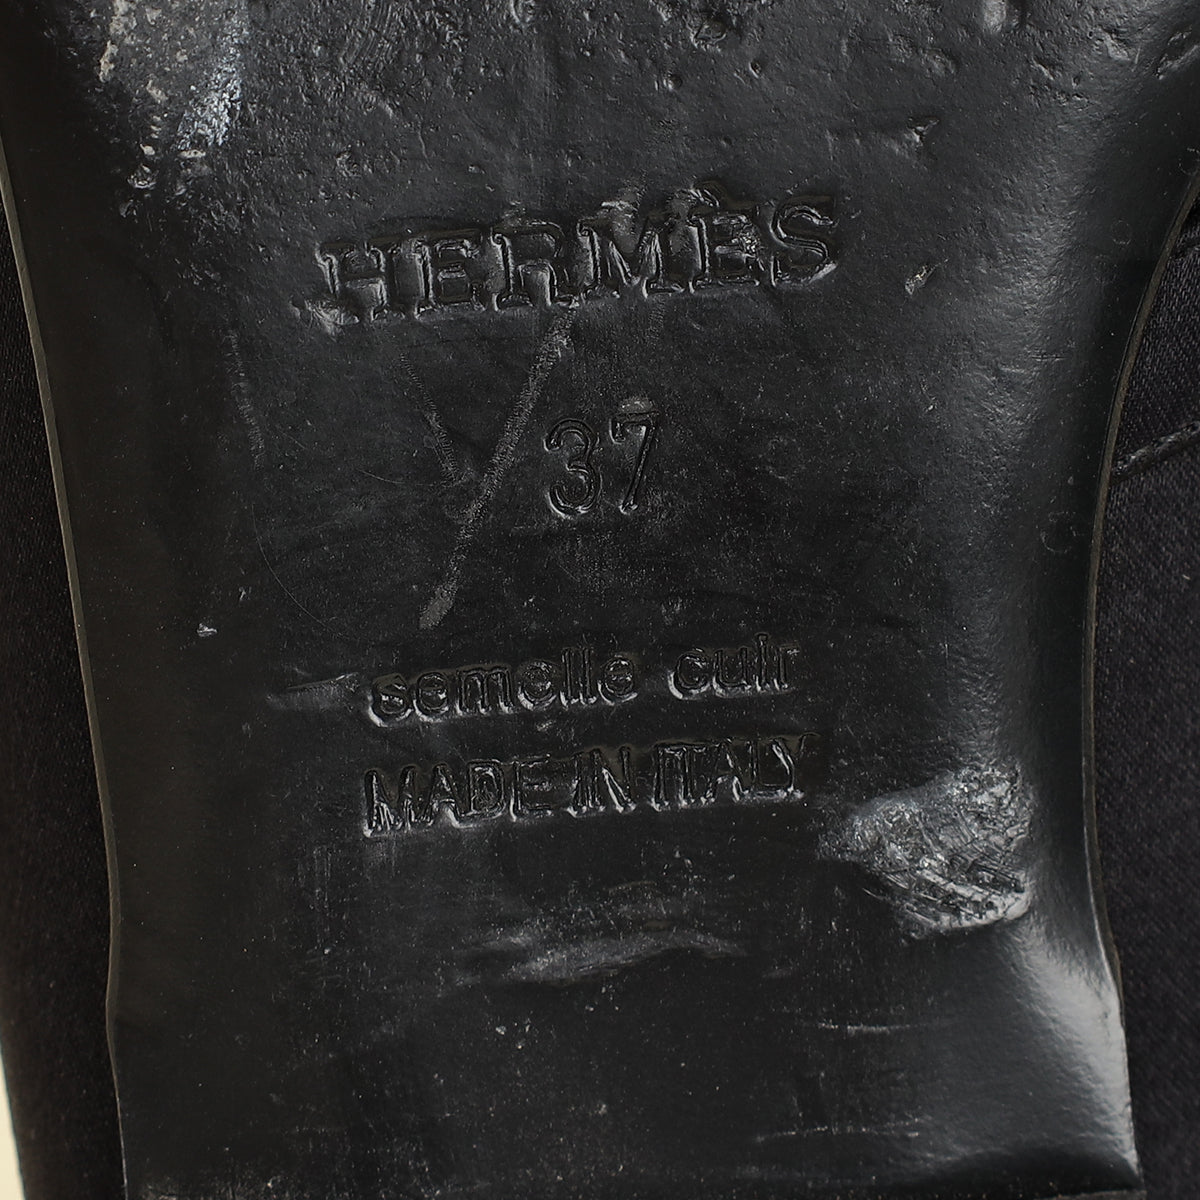 HERMÈS
37
semelle cuir
MADE IN ITALY